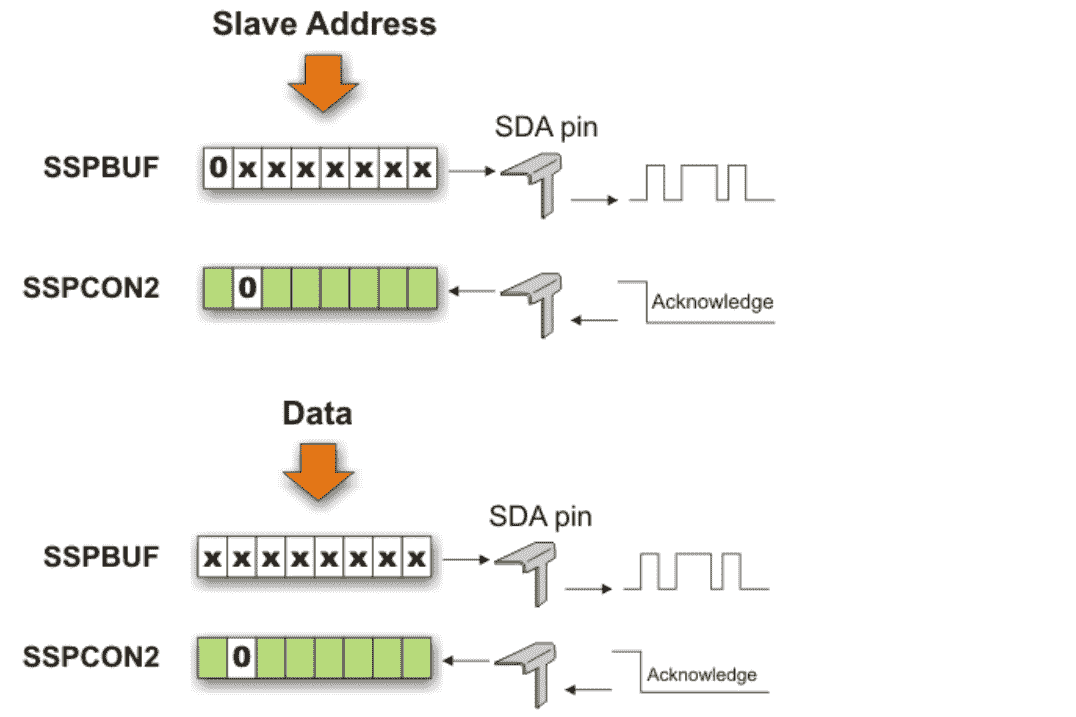 Slave Address
SDA pin
SSPBUF 0 x x x x x x x
SSPCON2 0
Acknowledge
Data
SDA pin
SSPBUF x x x x x x x x
SSPCON2 0
Acknowledge